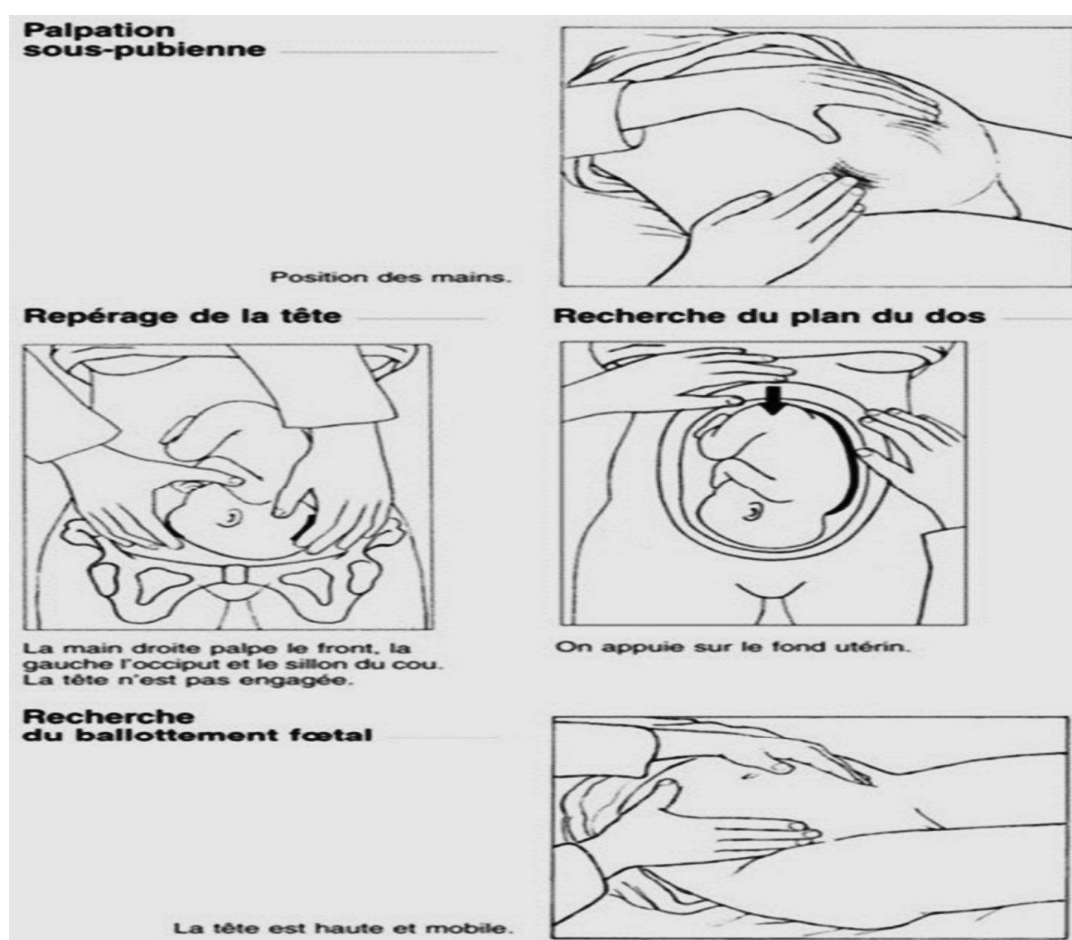 Palpation
sous-pubienne
Position des mains.
Repérage de la tête
Recherche du plan du dos
La main droite palpe le front, la
gauche l'occiput et le sillon du cou.
La tête n'est pas engagée.
On appuie sur le fond utérin.
Recherche
du ballottement fœtal
La tête est haute et mobile.